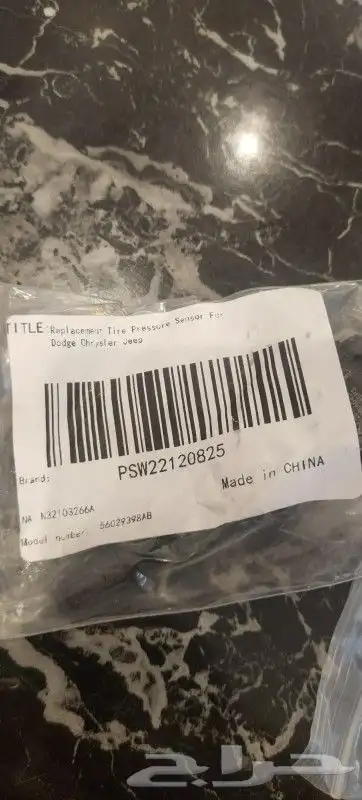 TITLE:Replacement Tire Pressure Sensor For
Dodge Chrysler Jeep
PSW22120825
Brand:
Made in CHINA
NA N32103266A
Model number: 56029398AB
حراج